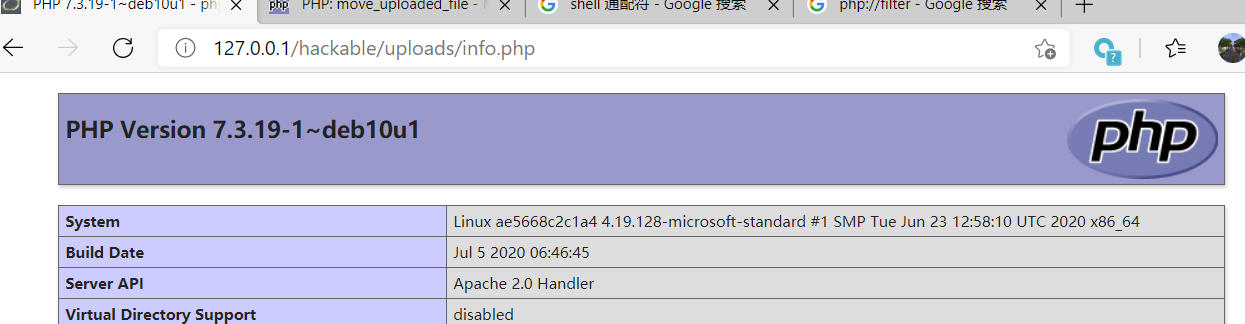 PHP 7.3.19-1~deb10u1 - ph
php PHP: move_uploaded_file -
shell 通配符 - Google 搜索
php://filter - Google 搜索
127.0.0.1/hackable/uploads/info.php
PHP Version 7.3.19-1~deb10u1
php
System Linux ae5668c2c1a4 4.19.128-microsoft-standard #1 SMP Tue Jun 23 12:58:10 UTC 2020 x86_64
Build Date Jul 5 2020 06:46:45
Server API Apache 2.0 Handler
Virtual Directory Support disabled